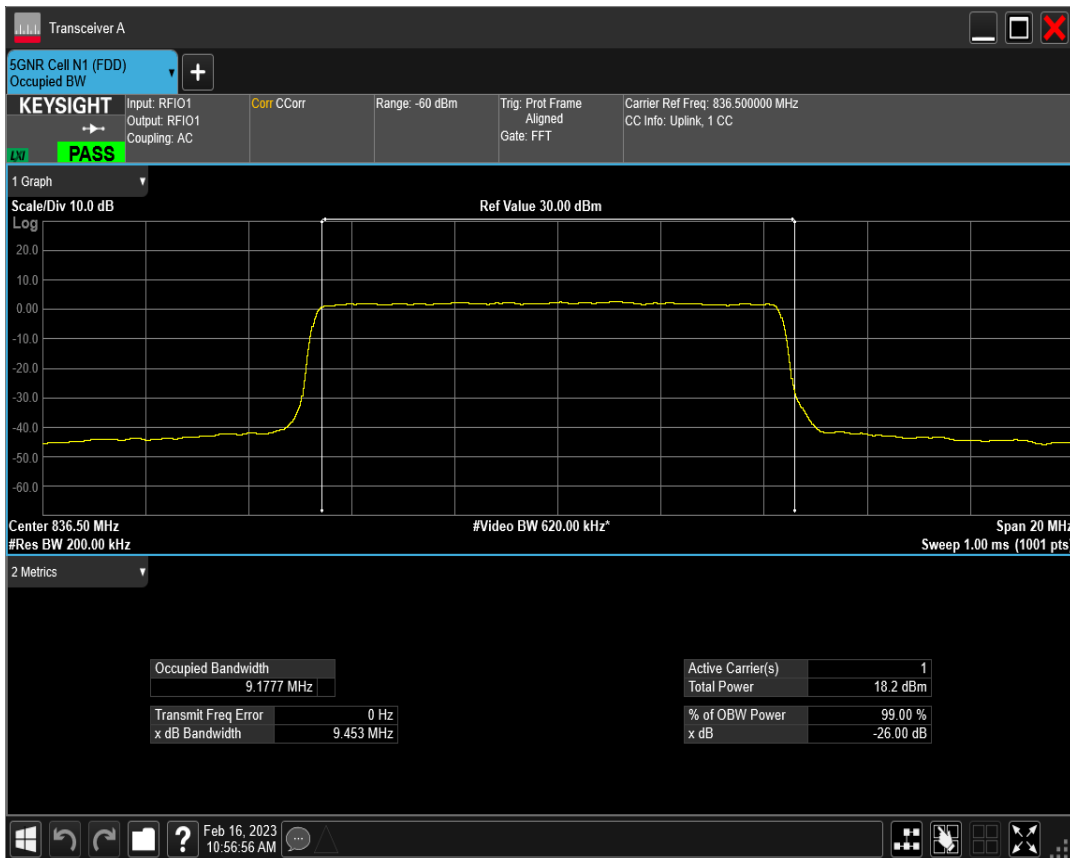 Transceiver A
5GNR Cell N1 (FDD)
Occupied BW
KEYSIGHT
LXI
PASS
Input: RFIO1
Output: RFIO1
Coupling: AC
Corr CCorr
Range: -60 dBm
Trig: Prot Frame
Aligned
Gate: FFT
Carrier Ref Freq: 836.500000 MHz
CC Info: Uplink, 1 CC
1 Graph
Scale/Div 10.0 dB
Ref Value 30.00 dBm
Log
20.0
10.0
0.00
-10.0
-20.0
-30.0
-40.0
-50.0
-60.0
Center 836.50 MHz
#Video BW 620.00 kHz*
Span 20 MHz
#Res BW 200.00 kHz
Sweep 1.00 ms (1001 pts)
2 Metrics
Occupied Bandwidth
9.1777 MHz
Transmit Freq Error 0 Hz
x dB Bandwidth 9.453 MHz
Active Carrier(s) 1
Total Power 18.2 dBm
% of OBW Power 99.00 %
x dB -26.00 dB
?
Feb 16, 2023
10:56:56 AM